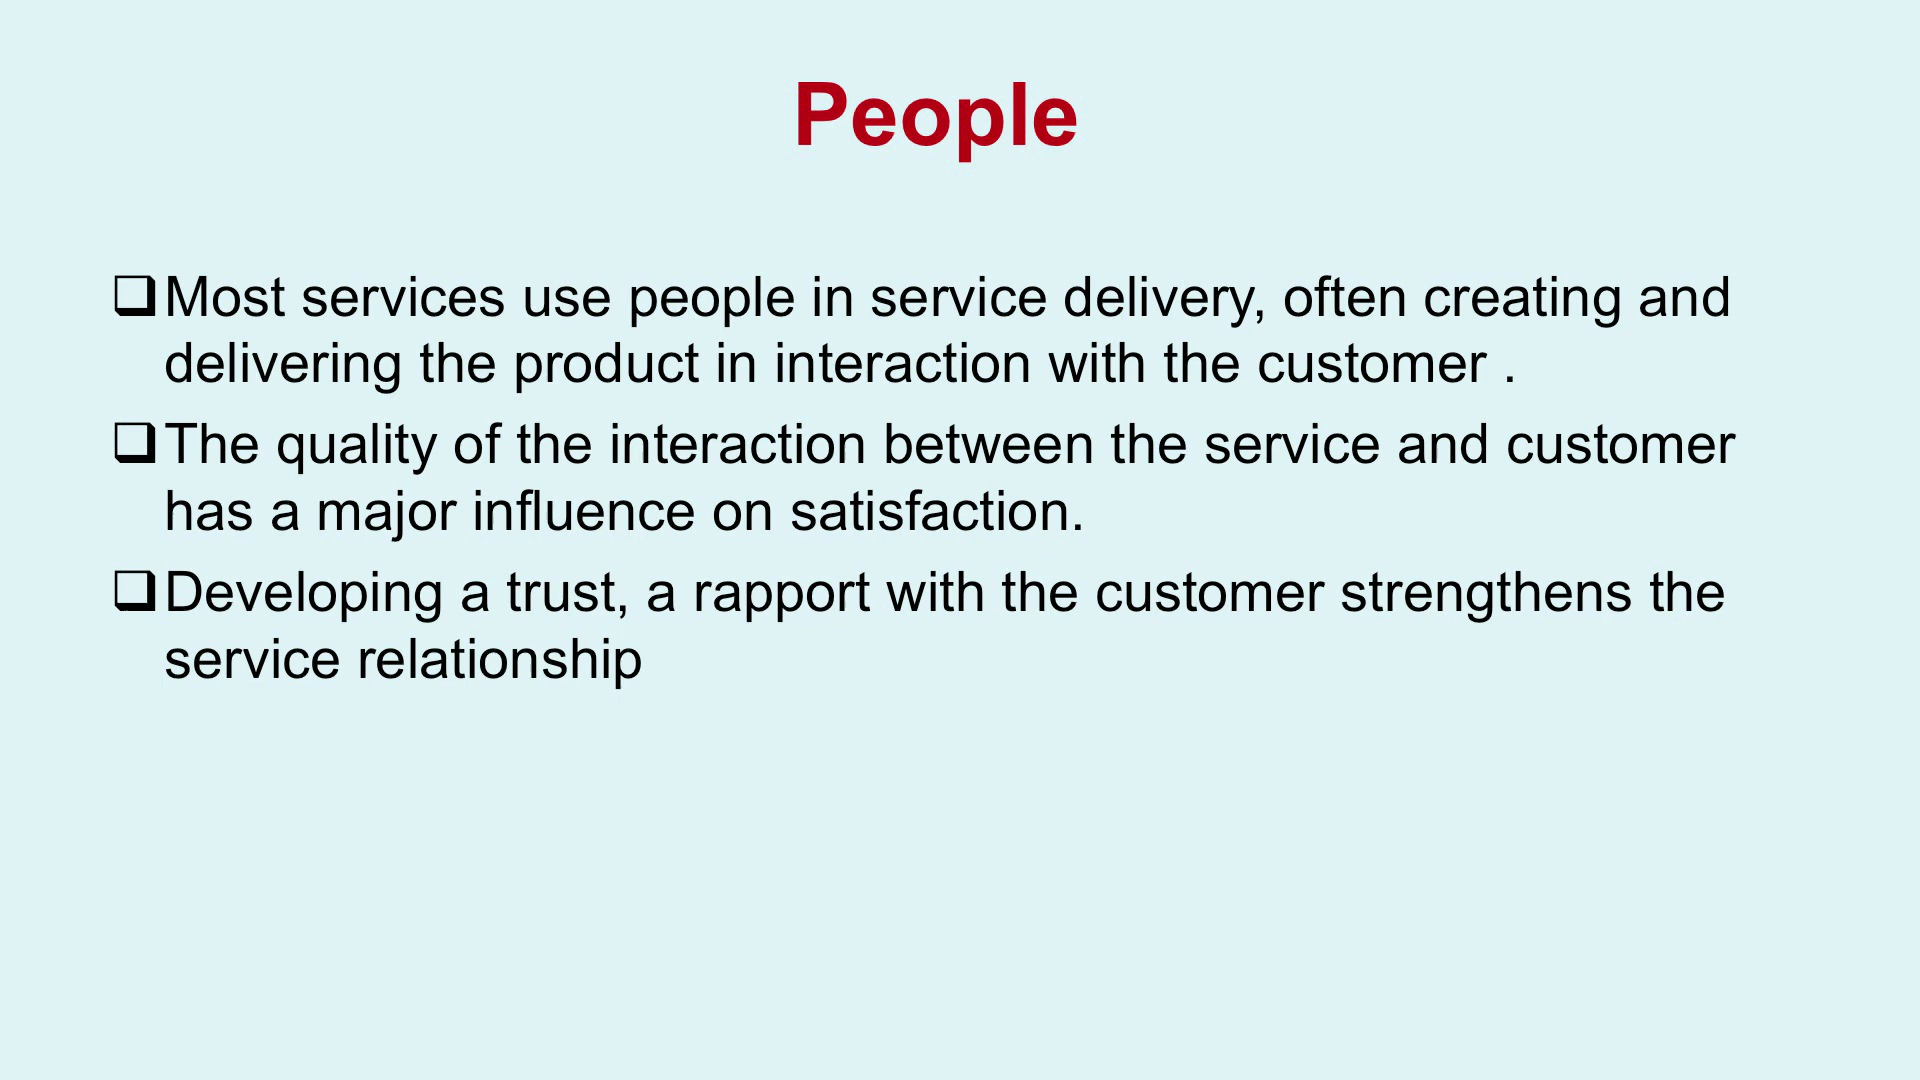 People
❑Most services use people in service delivery, often creating and
delivering the product in interaction with the customer .
❑The quality of the interaction between the service and customer
has a major influence on satisfaction.
❑Developing a trust, a rapport with the customer strengthens the
service relationship